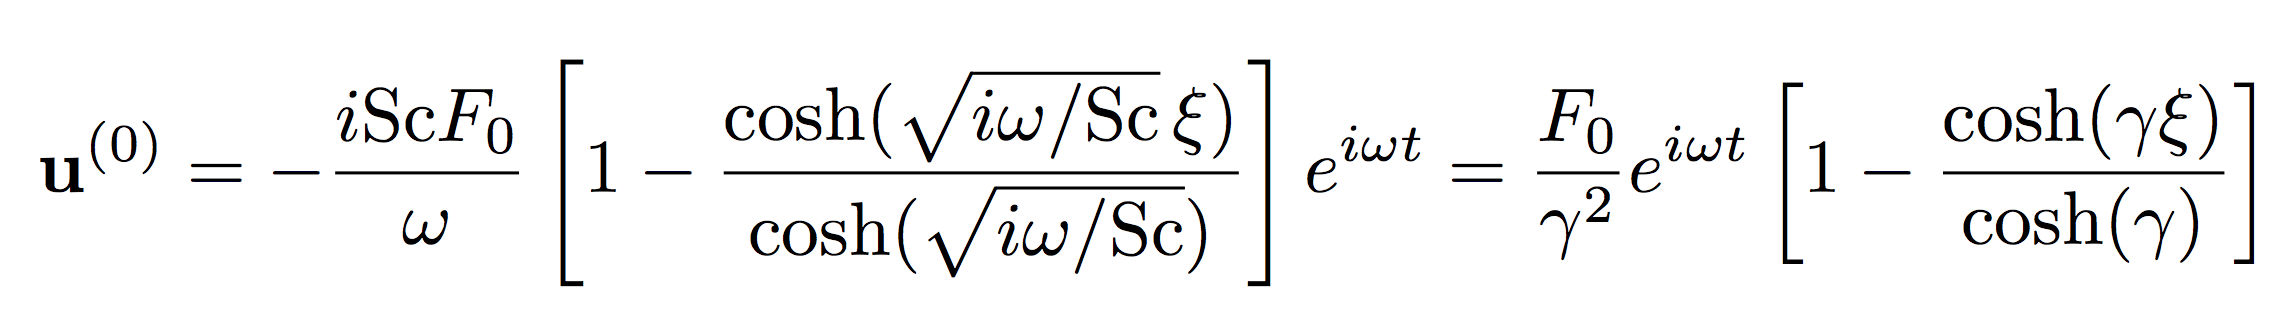 $\mathbf{u}^{(0)} = -\frac{i\mathrm{Sc}F_0}{\omega}\left[1 - \frac{\cosh(\sqrt{i\omega/\mathrm{Sc}}\,\xi)}{\cosh(\sqrt{i\omega/\mathrm{Sc}})}\right]e^{i\omega t} = \frac{F_0}{\gamma^2}e^{i\omega t}\left[1 - \frac{\cosh(\gamma\xi)}{\cosh(\gamma)}\right]$